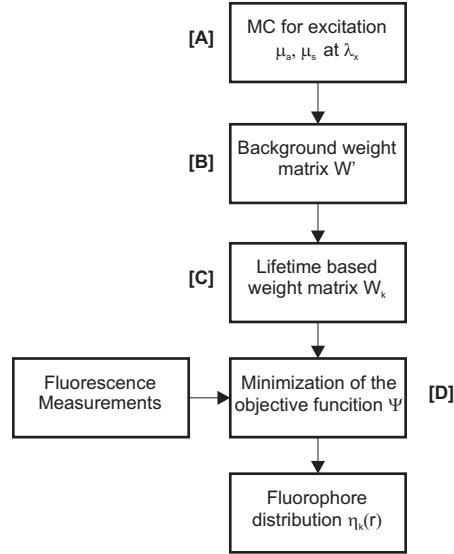 [A]
MC for excitation
μa, μs at λx
[B]
Background weight
matrix W'
[C]
Lifetime based
weight matrix Wk
Fluorescence
Measurements
Minimization of the
objective funcition Ψ
[D]
Fluorophore
distribution ηk(r)